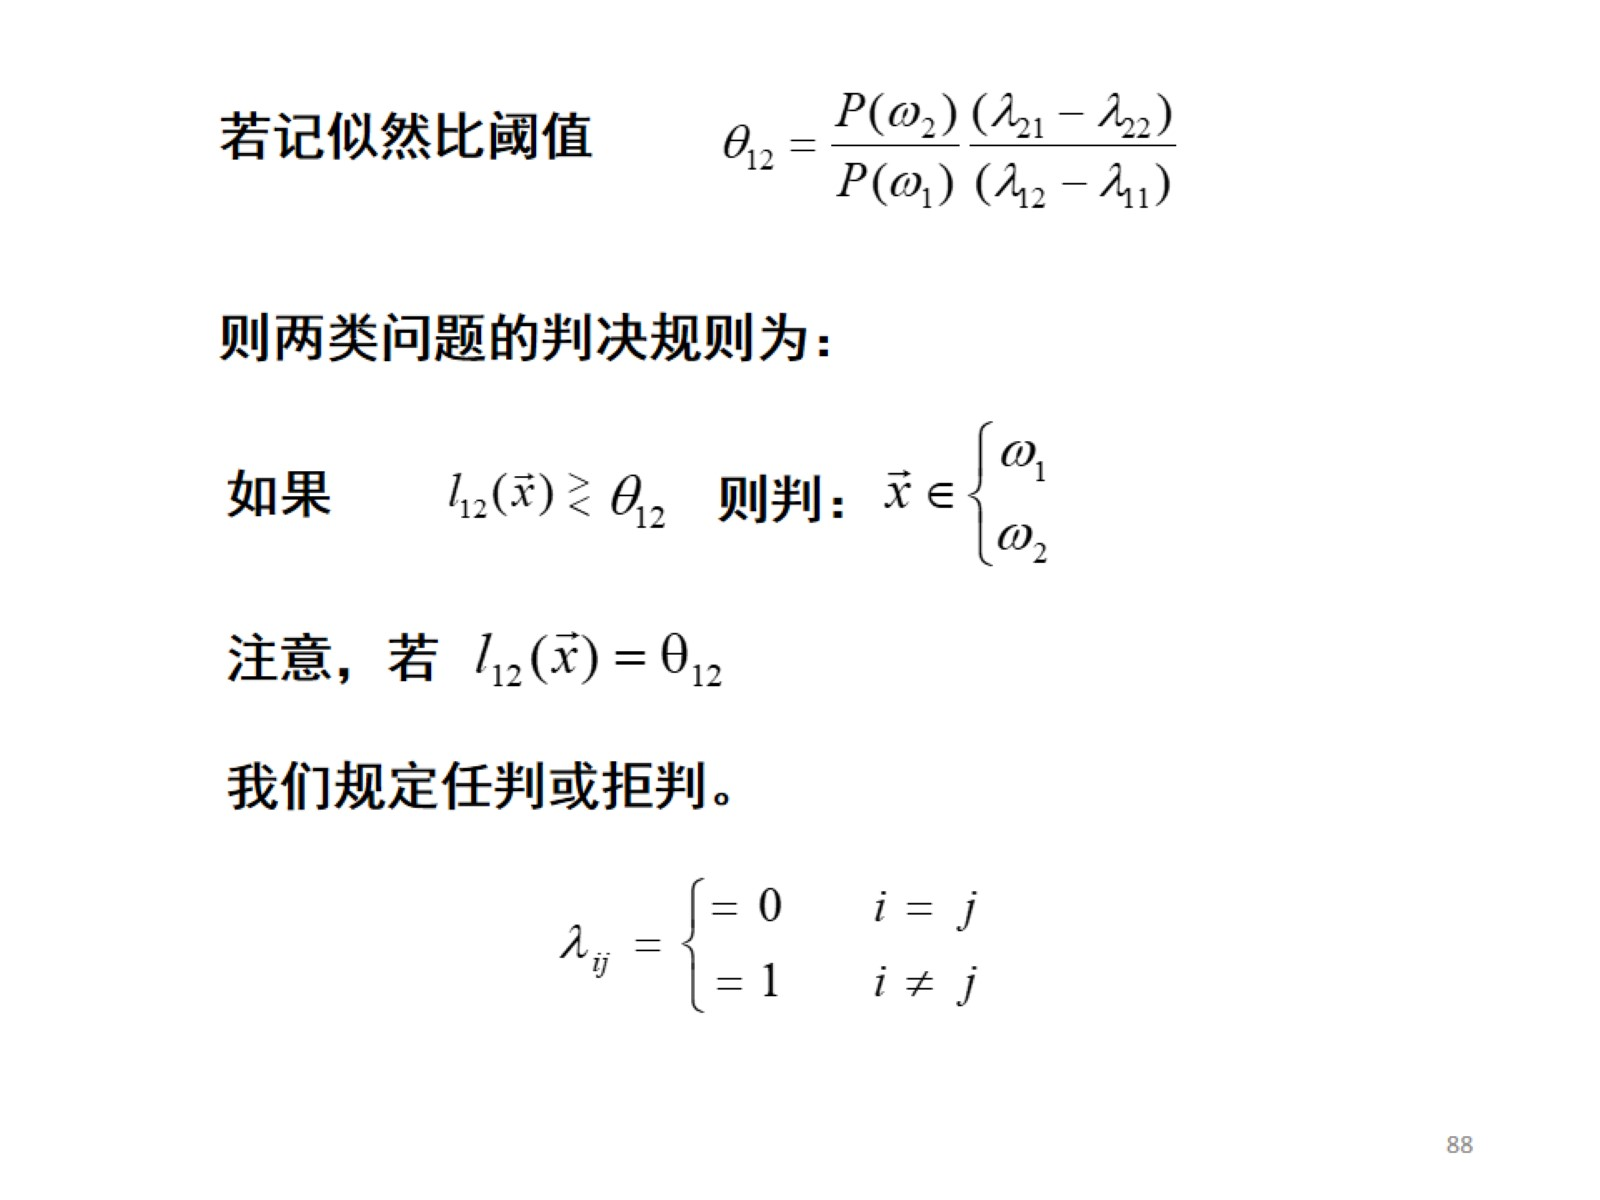 若记似然比阈值 θ₁₂ = P(ω₂)/P(ω₁) (λ₂₁ − λ₂₂)/(λ₁₂ − λ₁₁)
则两类问题的判决规则为：
如果 l₁₂(x⃗) ≷ θ₁₂ 则判：x⃗ ∈ { ω₁ ω₂
注意，若 l₁₂(x⃗) = θ₁₂
我们规定任判或拒判。
λᵢⱼ = { = 0 i = j
= 1 i ≠ j
88